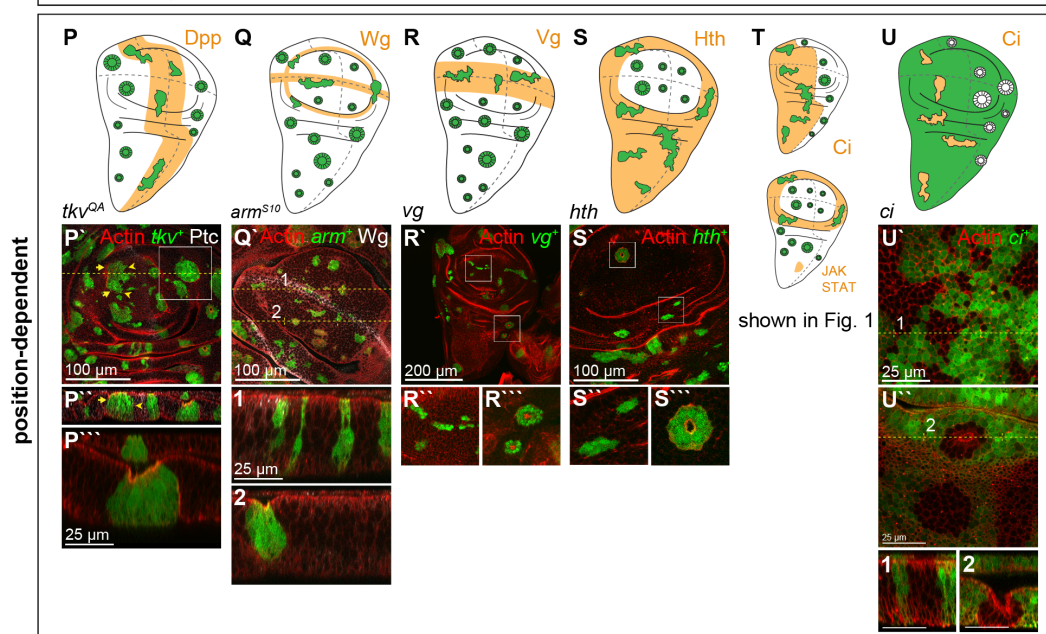 P Dpp Q Wg R Vg S Hth T U Ci
Ci
tkv^QA arm^S10 vg hth ci
JAK
STAT
shown in Fig. 1
position-dependent
P` Actin tkv⁺ Ptc
100 µm
Q` Actin arm⁺ Wg
1
2
100 µm
R` Actin vg⁺
200 µm
S` Actin hth⁺
100 µm
U` Actin ci⁺
1
25 µm
P``
P```
25 µm
1
25 µm
2
R`` R```
S`` S```
U``
2
25 µm
1 2